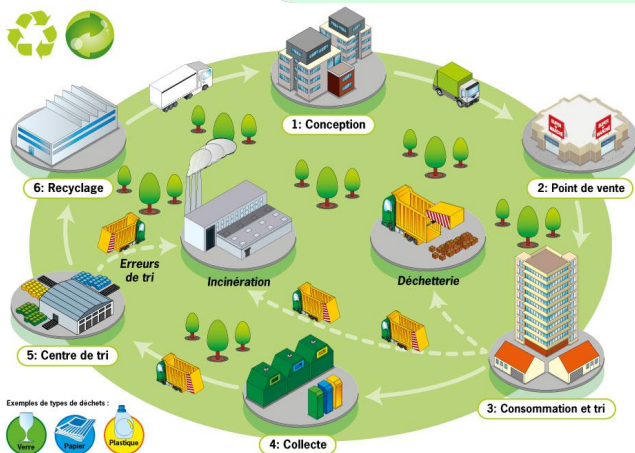 1: Conception
2: Point de vente
6: Recyclage
Erreurs
de tri
Incinération
Déchetterie
5: Centre de tri
3: Consommation et tri
4: Collecte
Exemples de types de déchets :
Verre
Papier
Plastique